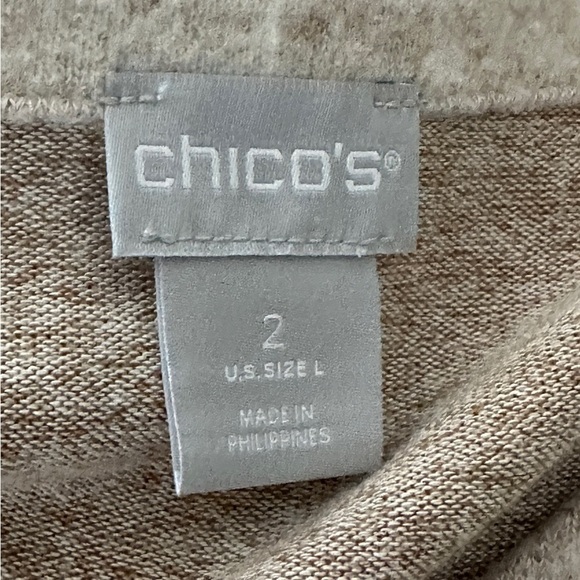 chico's®
2
U.S. SIZE L
MADE IN
PHILIPPINES